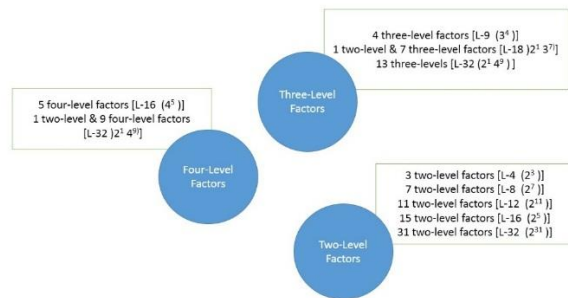 4 three-level factors [L-9 (3⁴ )]
1 two-level & 7 three-level factors [L-18 )2¹ 3⁷⁾]
13 three-levels [L-32 (2¹ 4⁹ ) ]
Three-Level
Factors
5 four-level factors [L-16 (4⁵ )]
1 two-level & 9 four-level factors
[L-32 )2¹ 4⁹⁾]
Four-Level
Factors
3 two-level factors [L-4 (2³ )]
7 two-level factors [L-8 (2⁷ )]
11 two-level factors [L-12 (2¹¹ )]
15 two-level factors [L-16 (2⁵ )]
31 two-level factors [L-32 (2³¹ )]
Two-Level
Factors